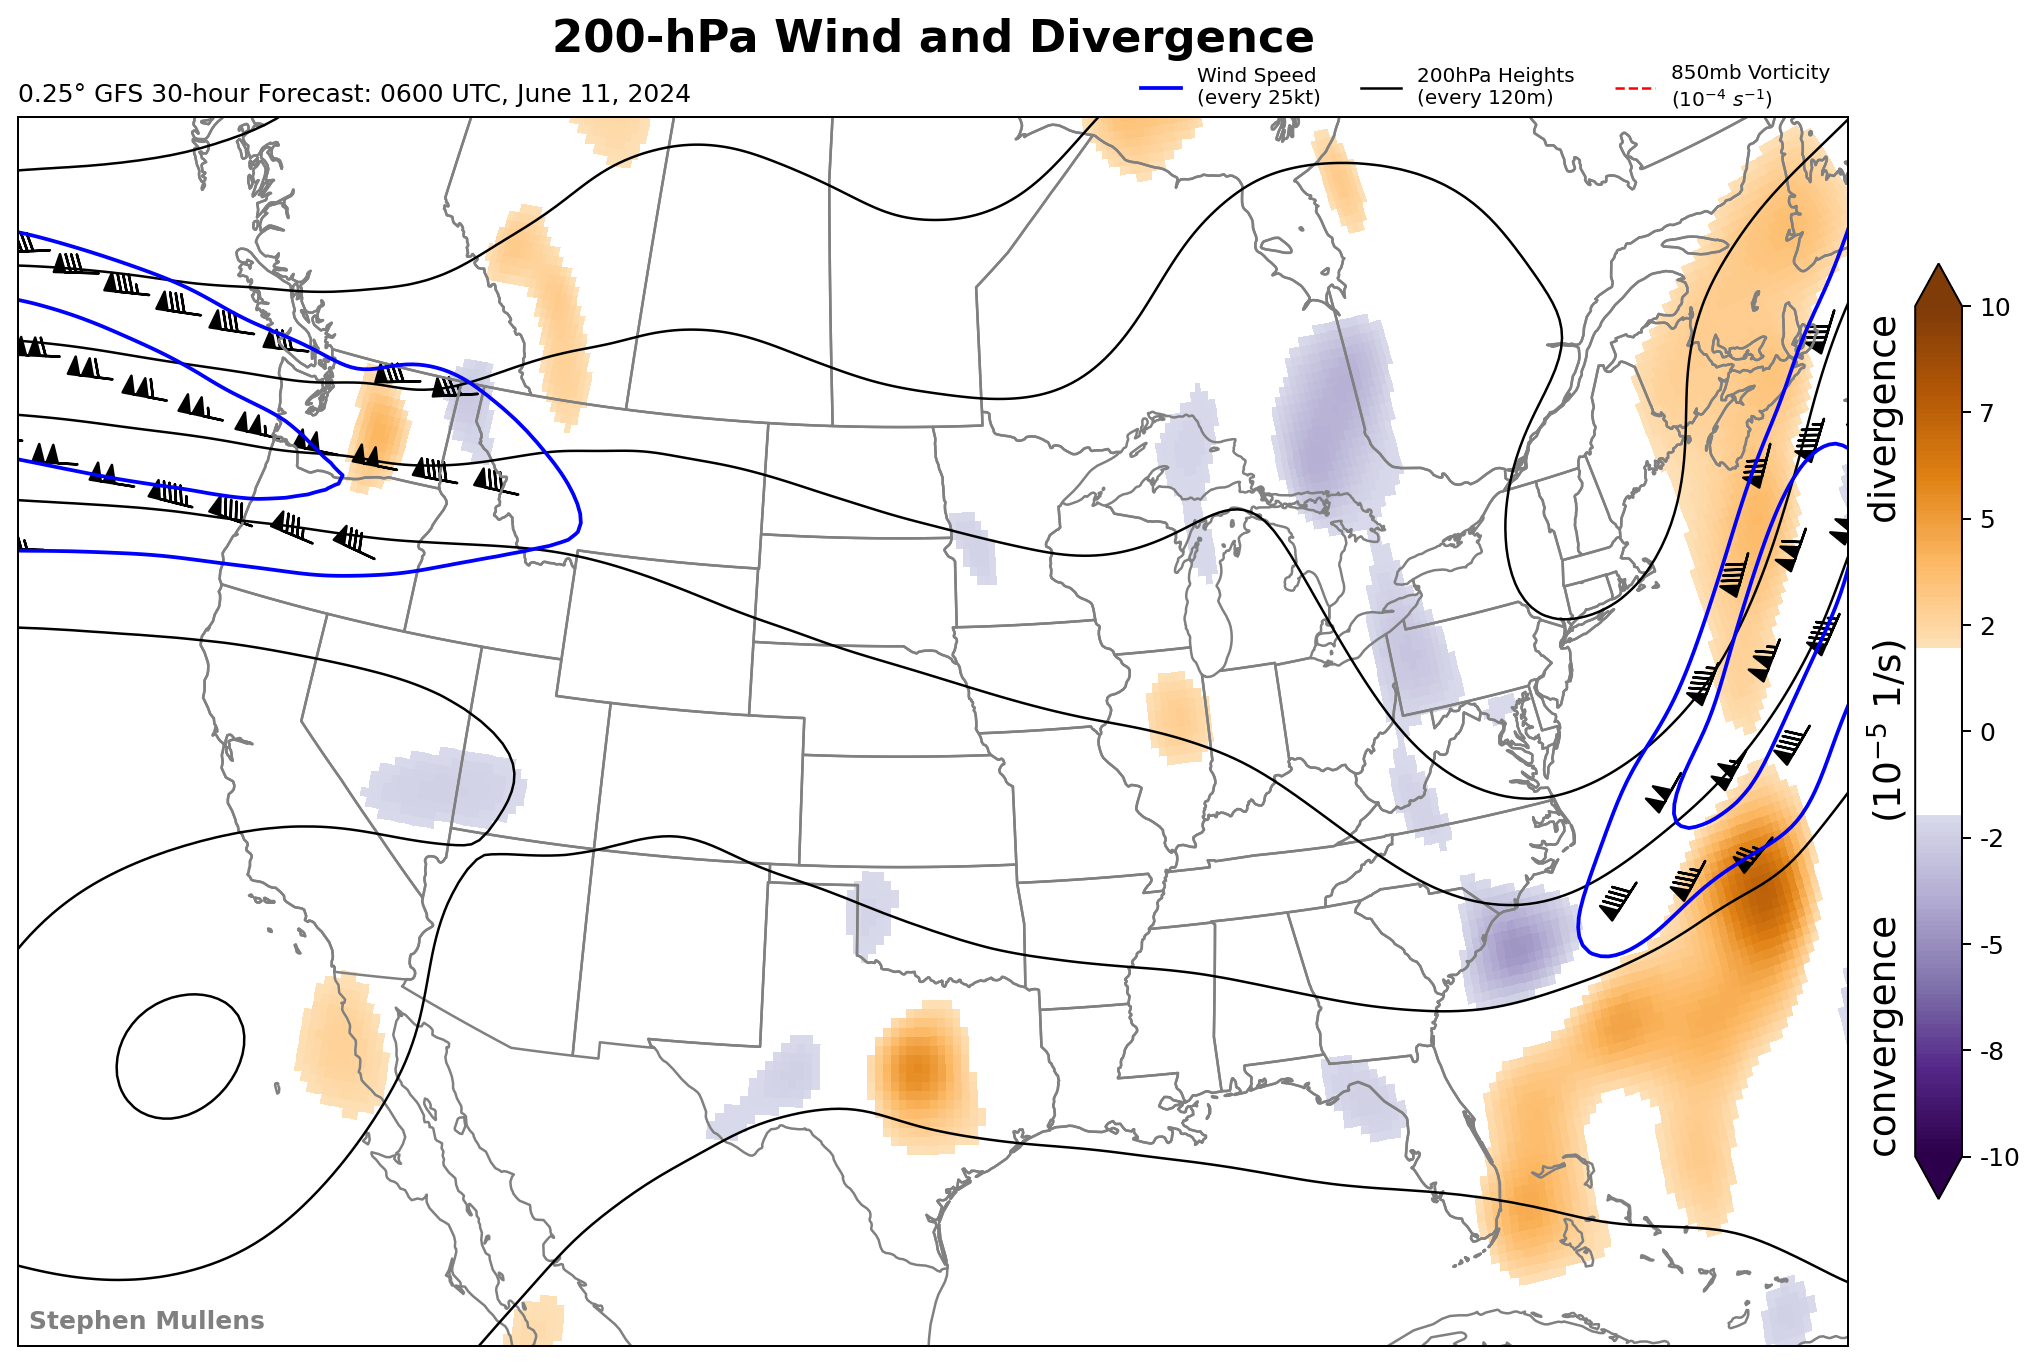 200-hPa Wind and Divergence
0.25° GFS 30-hour Forecast: 0600 UTC, June 11, 2024
Wind Speed
(every 25kt)
200hPa Heights
(every 120m)
850mb Vorticity
(10⁻⁴ s⁻¹)
10
7
5
2
0
-2
-5
-8
-10
convergence (10⁻⁵ 1/s) divergence
Stephen Mullens